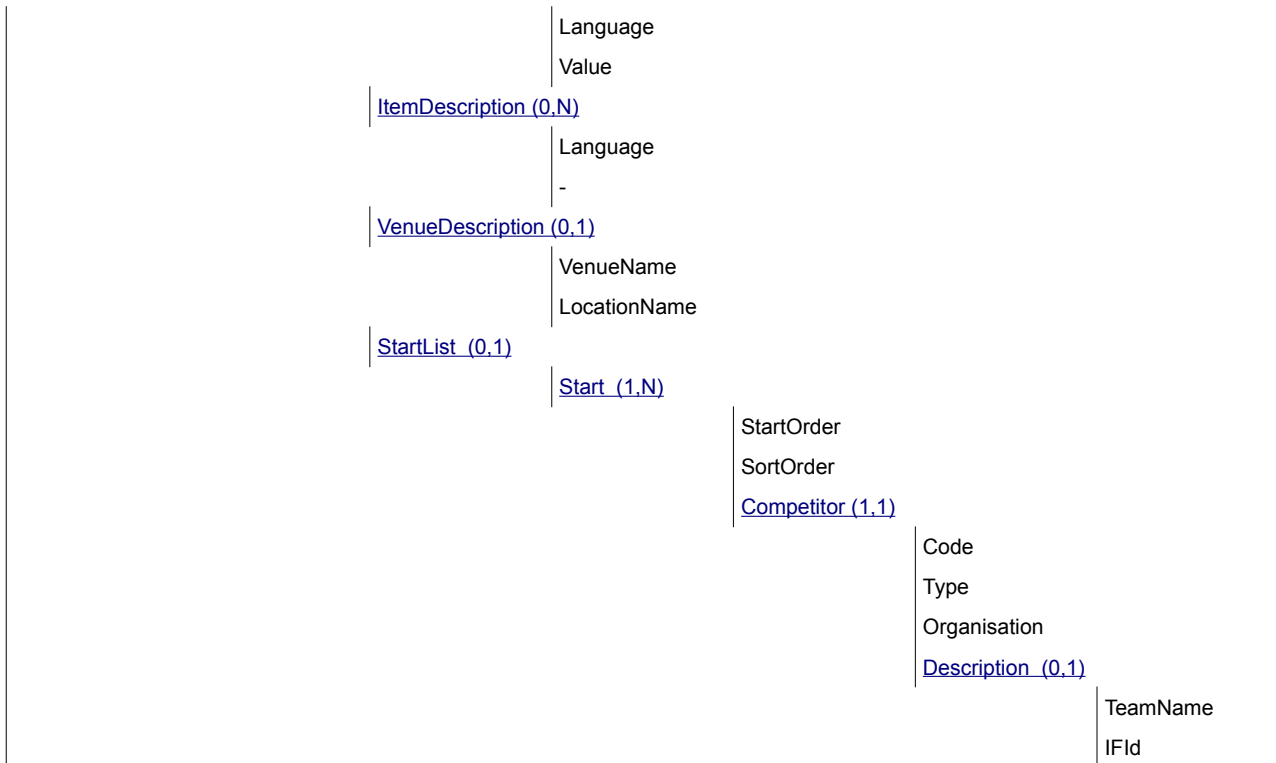 Language
Value
ItemDescription (0,N)
Language
-
VenueDescription (0,1)
VenueName
LocationName
StartList  (0,1)
Start  (1,N)
StartOrder
SortOrder
Competitor (1,1)
Code
Type
Organisation
Description  (0,1)
TeamName
IFId